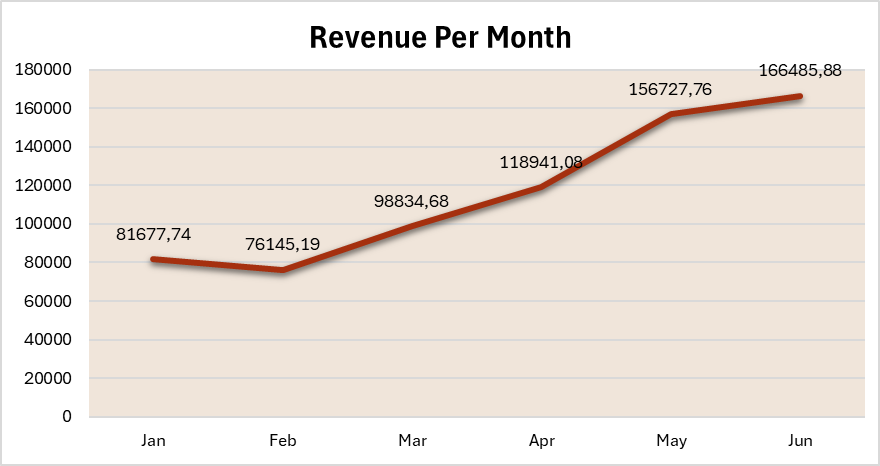 Revenue Per Month
180000
160000
140000
120000
100000
80000
60000
40000
20000
0
81677,74
76145,19
98834,68
118941,08
156727,76
166485,88
Jan
Feb
Mar
Apr
May
Jun